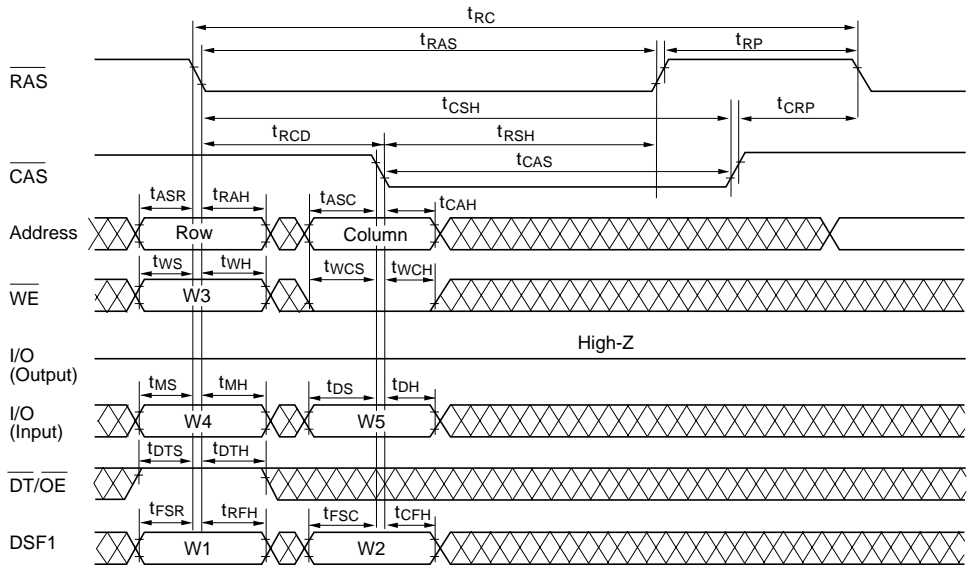 tRC
tRAS tRP
RAS
tCSH tCRP
tRCD tRSH
tCAS
CAS
tASR tRAH tASC tCAH
Address Row Column
tWS tWH tWCS tWCH
WE W3
High-Z
I/O
(Output)
tMS tMH tDS tDH
I/O
(Input) W4 W5
tDTS tDTH
DT/OE
tFSR tRFH tFSC tCFH
DSF1 W1 W2